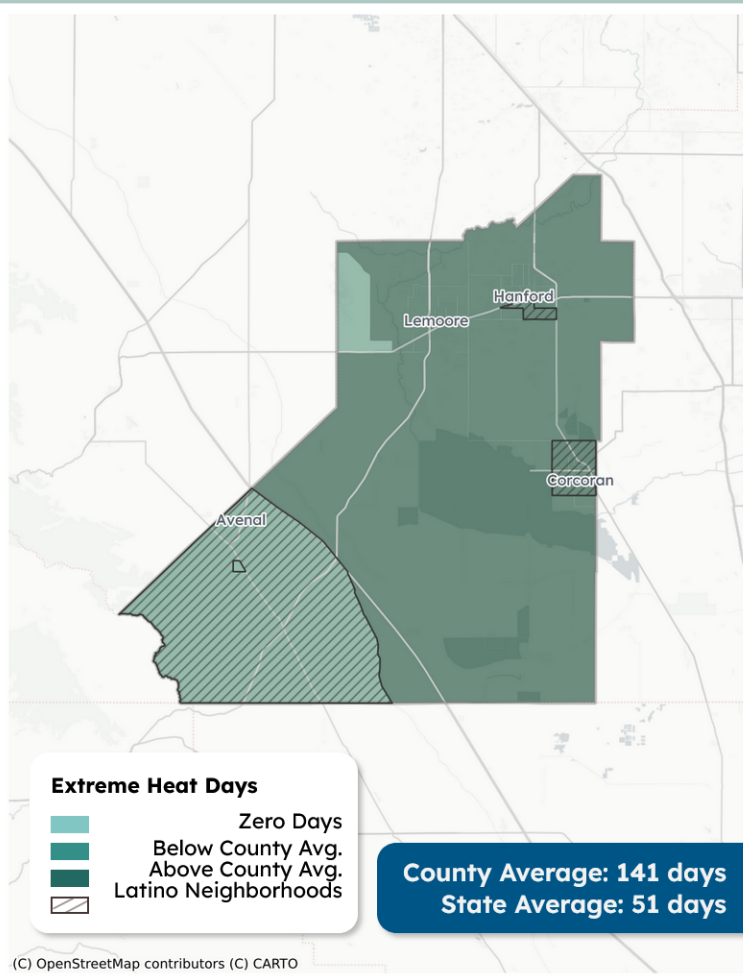 Hanford
Lemoore
Corcoran
Avenal
Extreme Heat Days
Zero Days
Below County Avg.
Above County Avg.
Latino Neighborhoods
County Average: 141 days
State Average: 51 days
(C) OpenStreetMap contributors (C) CARTO